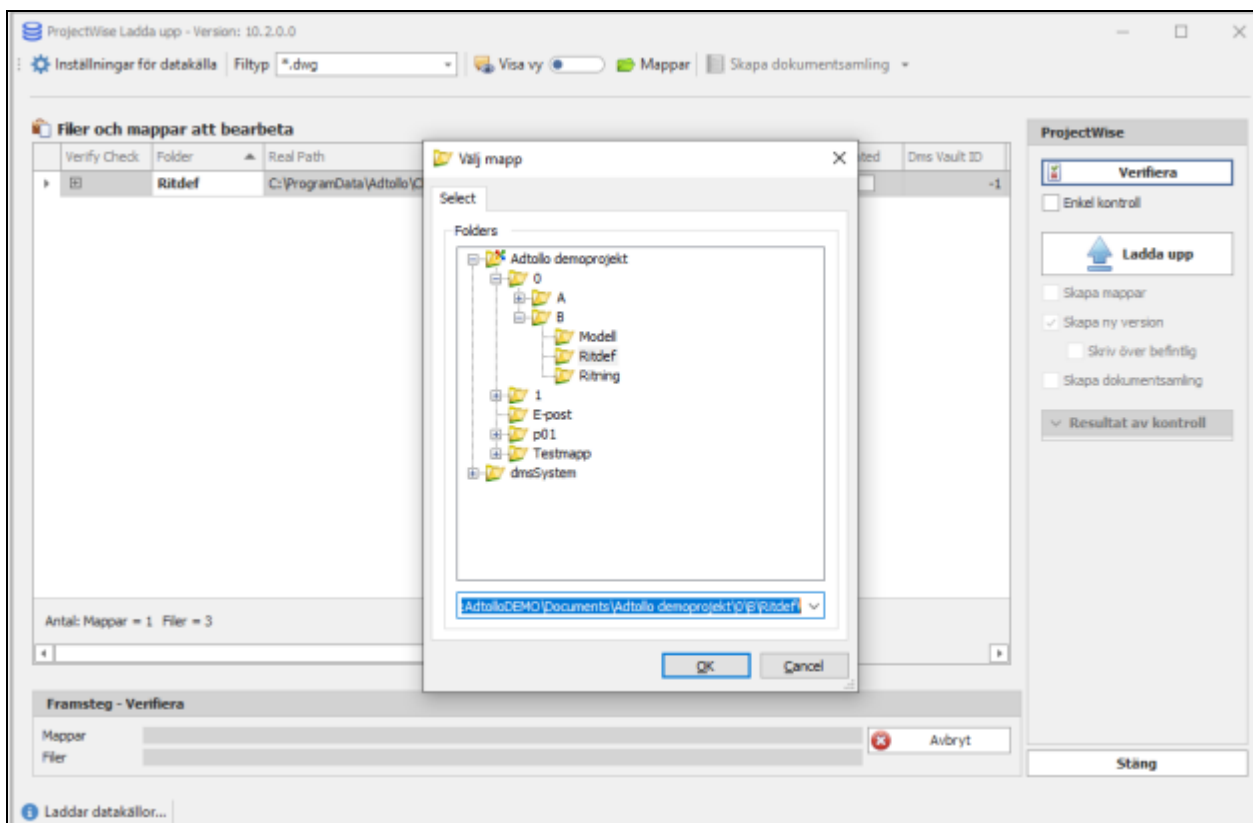 ProjectWise Ladda upp - Version: 10.2.0.0
Inställningar för datakälla Filtyp *.dwg Visa vy Mappar Skapa dokumentsamling
Filer och mappar att bearbeta
Verify Check Folder Real Path Dms Vault ID
Ritdef C:\ProgramData\Adtollo\ -1
Välj mapp
Select
Folders
Adtollo demoprojekt
0
A
B
Modell
Ritdef
Ritning
1
E-post
p01
Testmapp
dmsSystem
:AdtolloDEMO\Documents\Adtollo demoprojekt\0\B\Ritdef\
OK Cancel
Antal: Mappar = 1 Filer = 3
Framsteg - Verifiera
Mappar
Filer
Avbryt
Laddar datakällor...
ProjectWise
Verifiera
Enkel kontroll
Ladda upp
Skapa mappar
Skapa ny version
Skriv över befintlig
Skapa dokumentsamling
Resultat av kontroll
Stäng